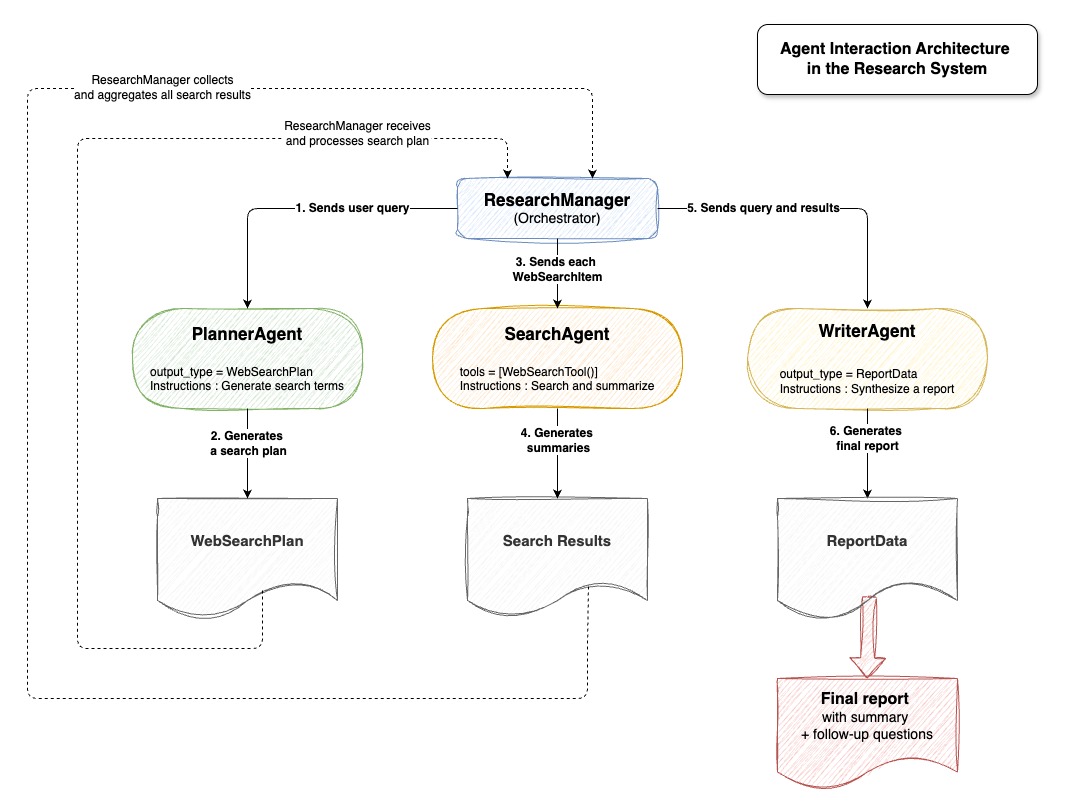 Agent Interaction Architecture
in the Research System
ResearchManager collects
and aggregates all search results
ResearchManager receives
and processes search plan
ResearchManager
(Orchestrator)
1. Sends user query
5. Sends query and results
3. Sends each
WebSearchItem
PlannerAgent
output_type = WebSearchPlan
Instructions : Generate search terms
SearchAgent
tools = [WebSearchTool()]
Instructions : Search and summarize
WriterAgent
output_type = ReportData
Instructions : Synthesize a report
2. Generates
a search plan
4. Generates
summaries
6. Generates
final report
WebSearchPlan
Search Results
ReportData
Final report
with summary
+ follow-up questions